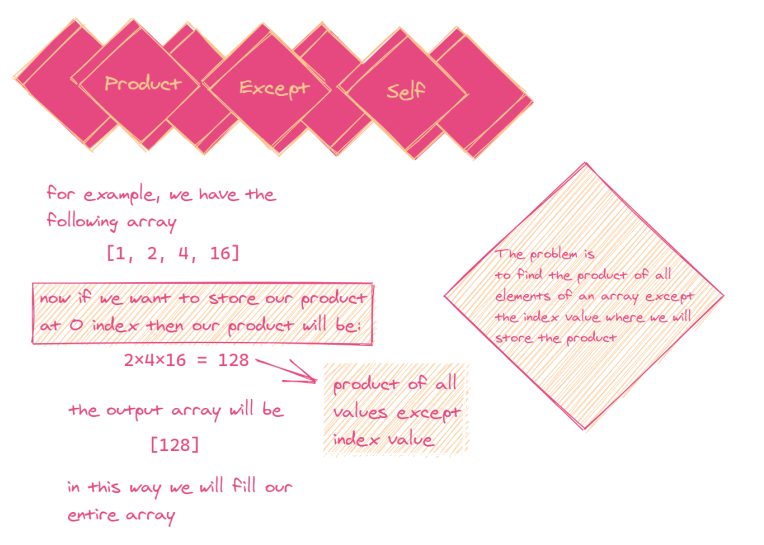 Product Except Self
for example, we have the
following array
[1, 2, 4, 16]
now if we want to store our product
at 0 index then our product will be:
2×4×16 = 128
product of all
values except
index value
the output array will be
[128]
in this way we will fill our
entire array
The problem is
to find the product of all
elements of an array except
the index value where we will
store the product